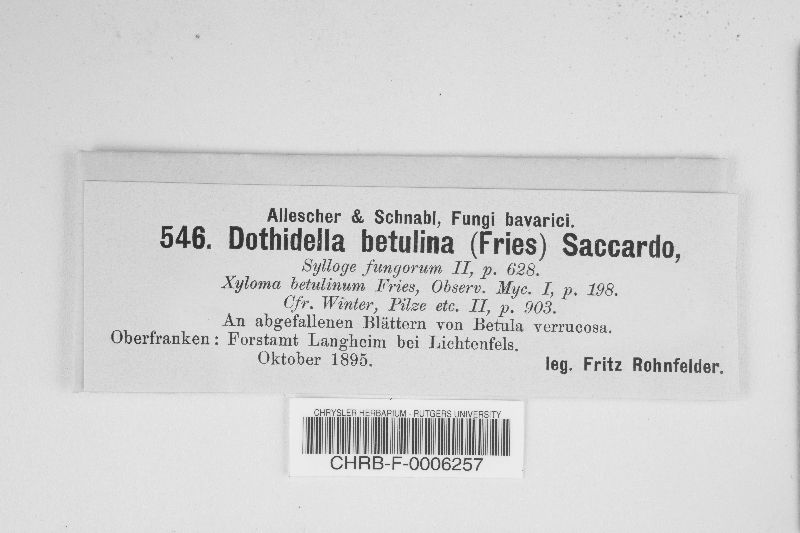 Allescher & Schnabl, Fungi bavarici.
546. Dothidella betulina (Fries) Saccardo,
Sylloge fungorum II, p. 628.
Xyloma betulinum Fries, Observ. Myc. I, p. 198.
Cfr. Winter, Pilze etc. II, p. 903.
An abgefallenen Blättern von Betula verrucosa.
Oberfranken: Forstamt Langheim bei Lichtenfels.
Oktober 1895. leg. Fritz Rohnfelder.
CHRYSLER HERBARIUM - RUTGERS UNIVERSITY
CHRB-F-0006257